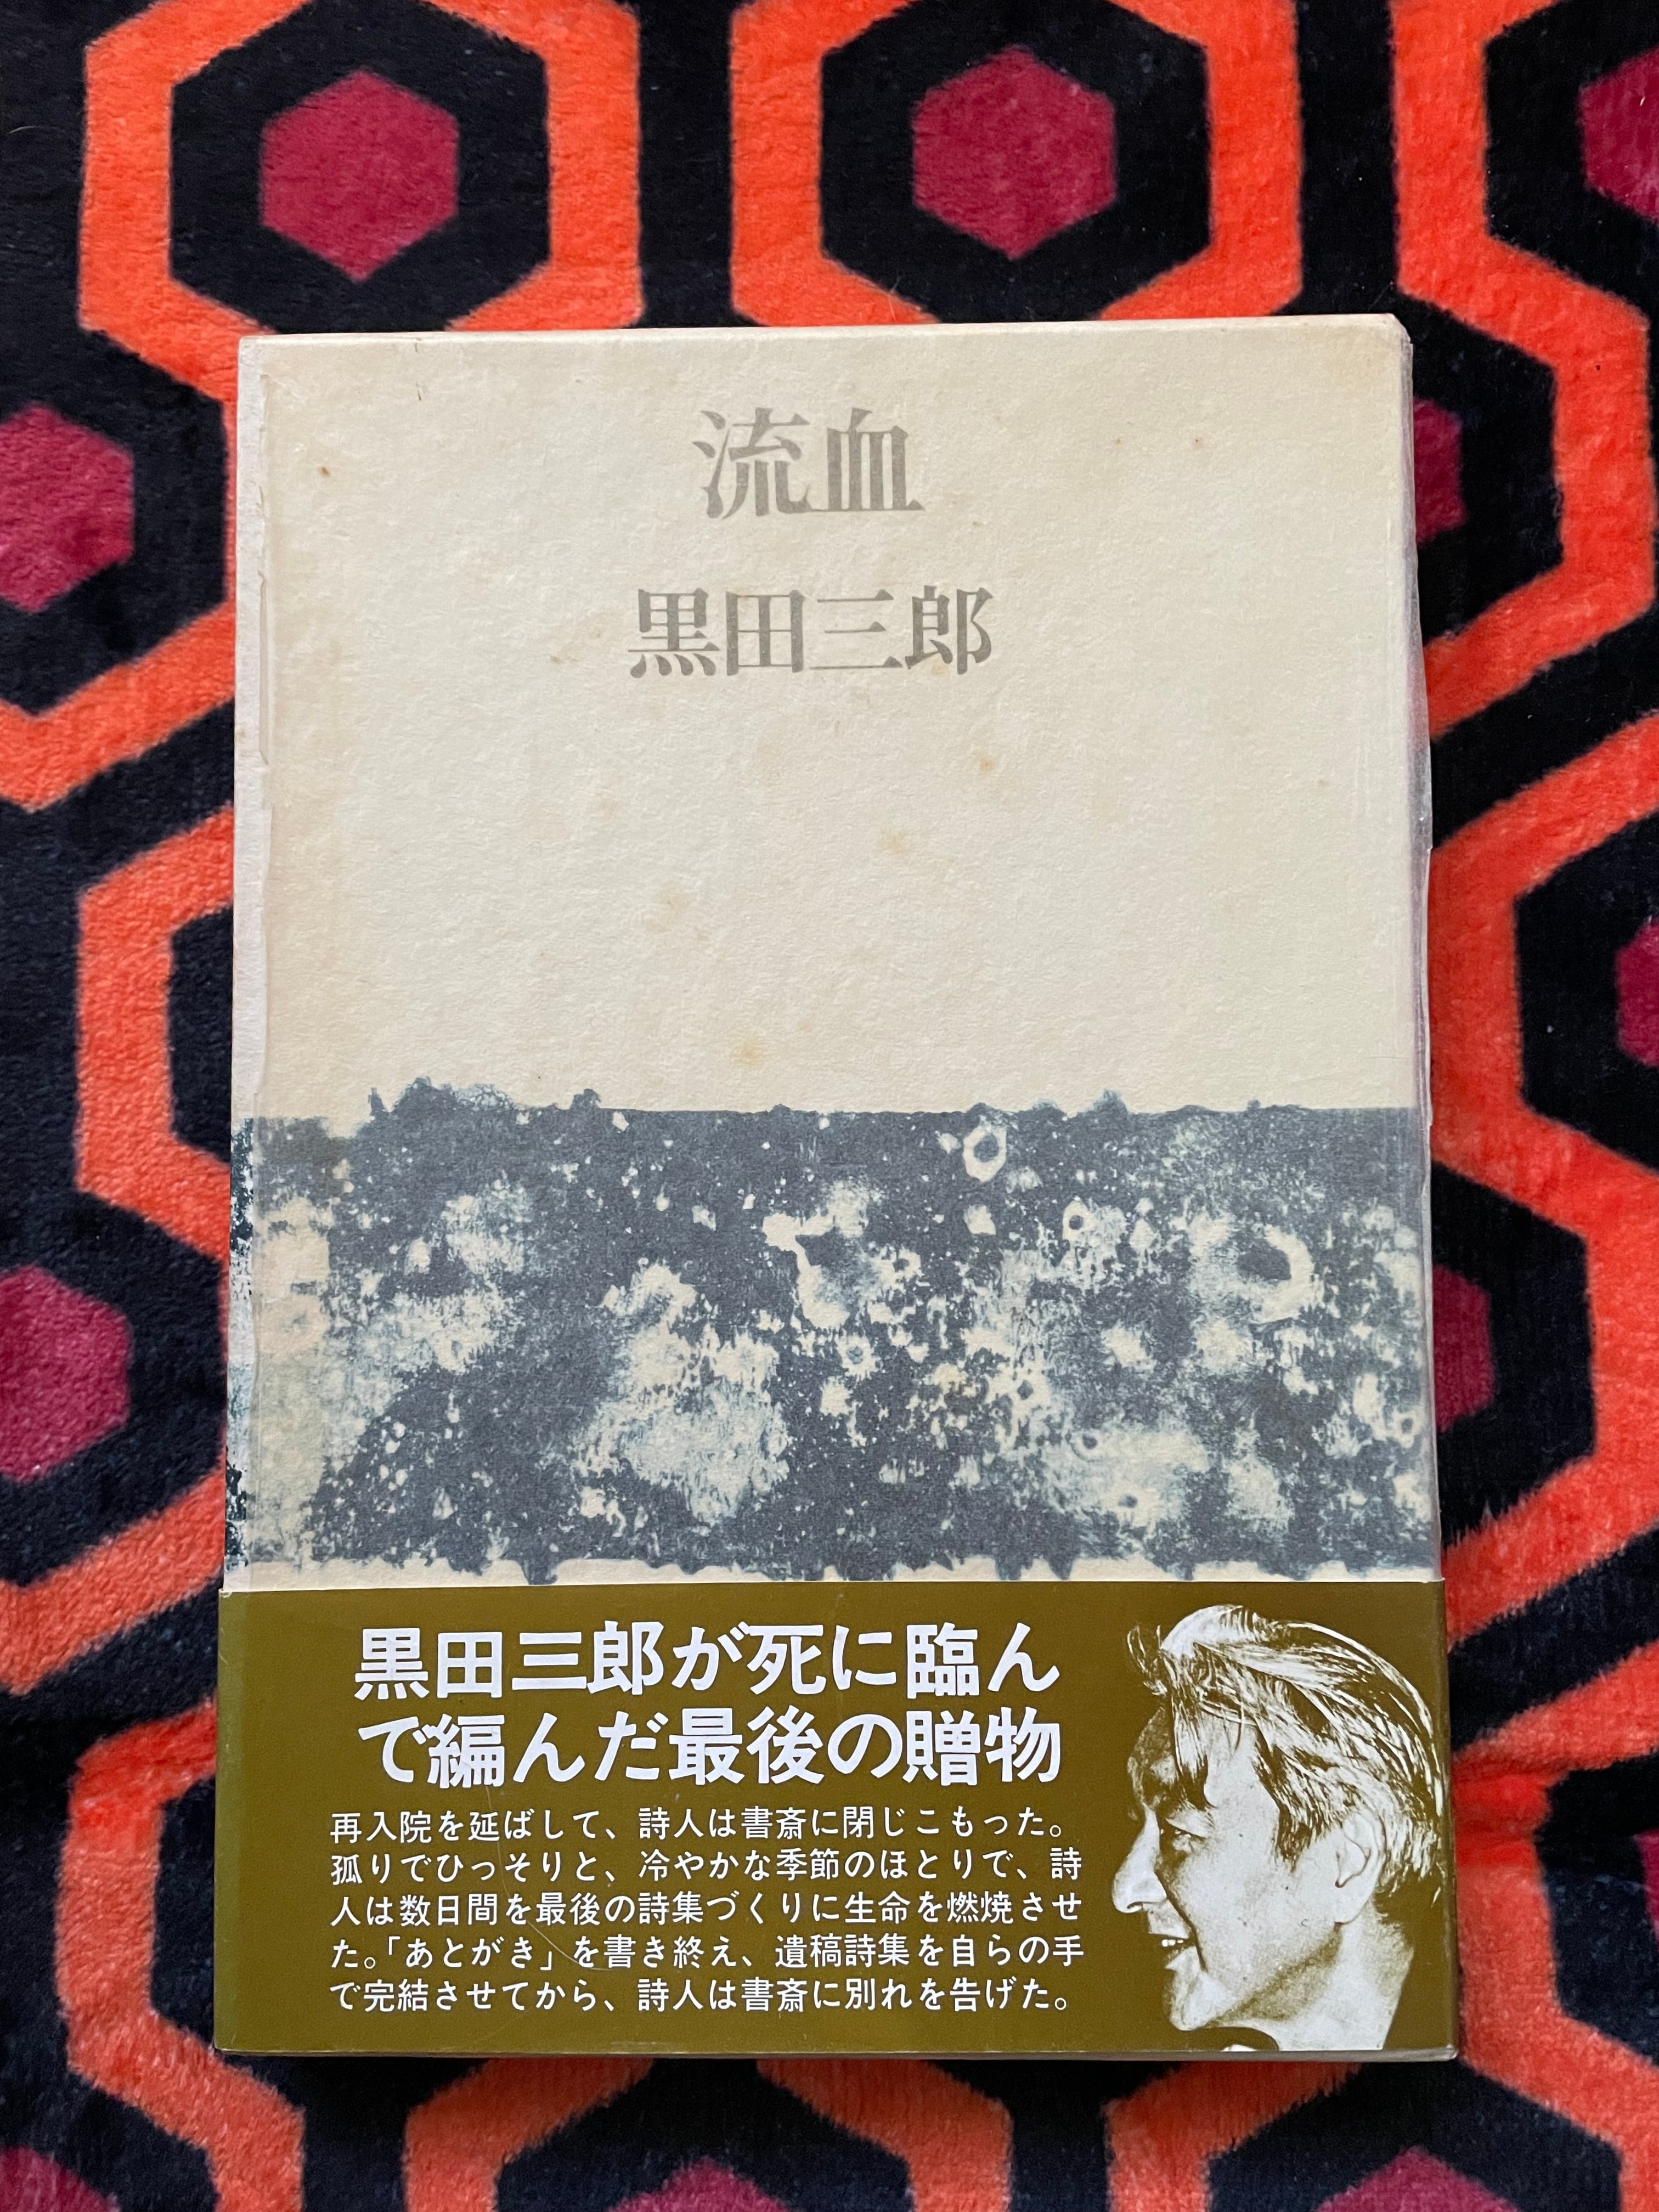 流血
黒田三郎
黒田三郎が死に臨ん
で編んだ最後の贈物
再入院を延ばして、詩人は書斎に閉じこもった。
孤りでひっそりと、冷やかな季節のほとりで、詩
人は数日間を最後の詩集づくりに生命を燃焼させ
た。「あとがき」を書き終え、遺稿詩集を自らの手
で完結させてから、詩人は書斎に別れを告げた。